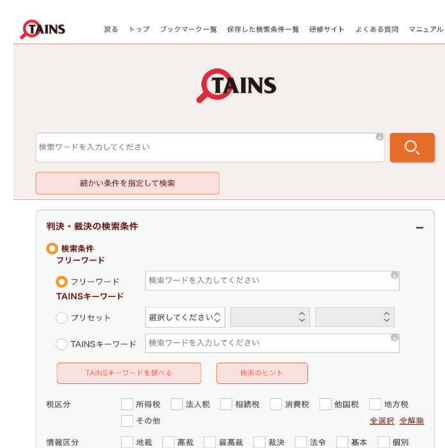 TAINS 戻る トップ ブックマーク一覧 保存した検索条件一覧 研修サイト よくある質問 マニュアル
TAINS
検索ワードを入力してください
細かい条件を指定して検索
判決・裁決の検索条件
検索条件
フリーワード
フリーワード 検索ワードを入力してください
TAINSキーワード
プリセット 選択してください
TAINSキーワード 検索ワードを入力してください
TAINSキーワードを調べる 検索のヒント
税区分 所得税 法人税 相続税 消費税 他国税 地方税
その他 全選択 全解除
情報区分 地裁 高裁 最高裁 裁決 法令 基本 個別